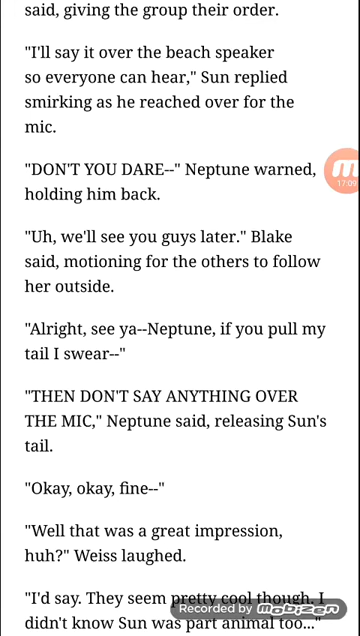 said, giving the group their order.
"I'll say it over the beach speaker
so everyone can hear," Sun replied
smirking as he reached over for the
mic.
"DON'T YOU DARE--" Neptune warned,
holding him back.
17:09
"Uh, we'll see you guys later." Blake
said, motioning for the others to follow
her outside.
"Alright, see ya--Neptune, if you pull my
tail I swear--"
"THEN DON'T SAY ANYTHING OVER
THE MIC," Neptune said, releasing Sun's
tail.
"Okay, okay, fine--"
"Well that was a great impression,
huh?" Weiss laughed.
"I'd say. They seem pretty cool though. I
Recorded by mobizen
didn't know Sun was part animal too..."